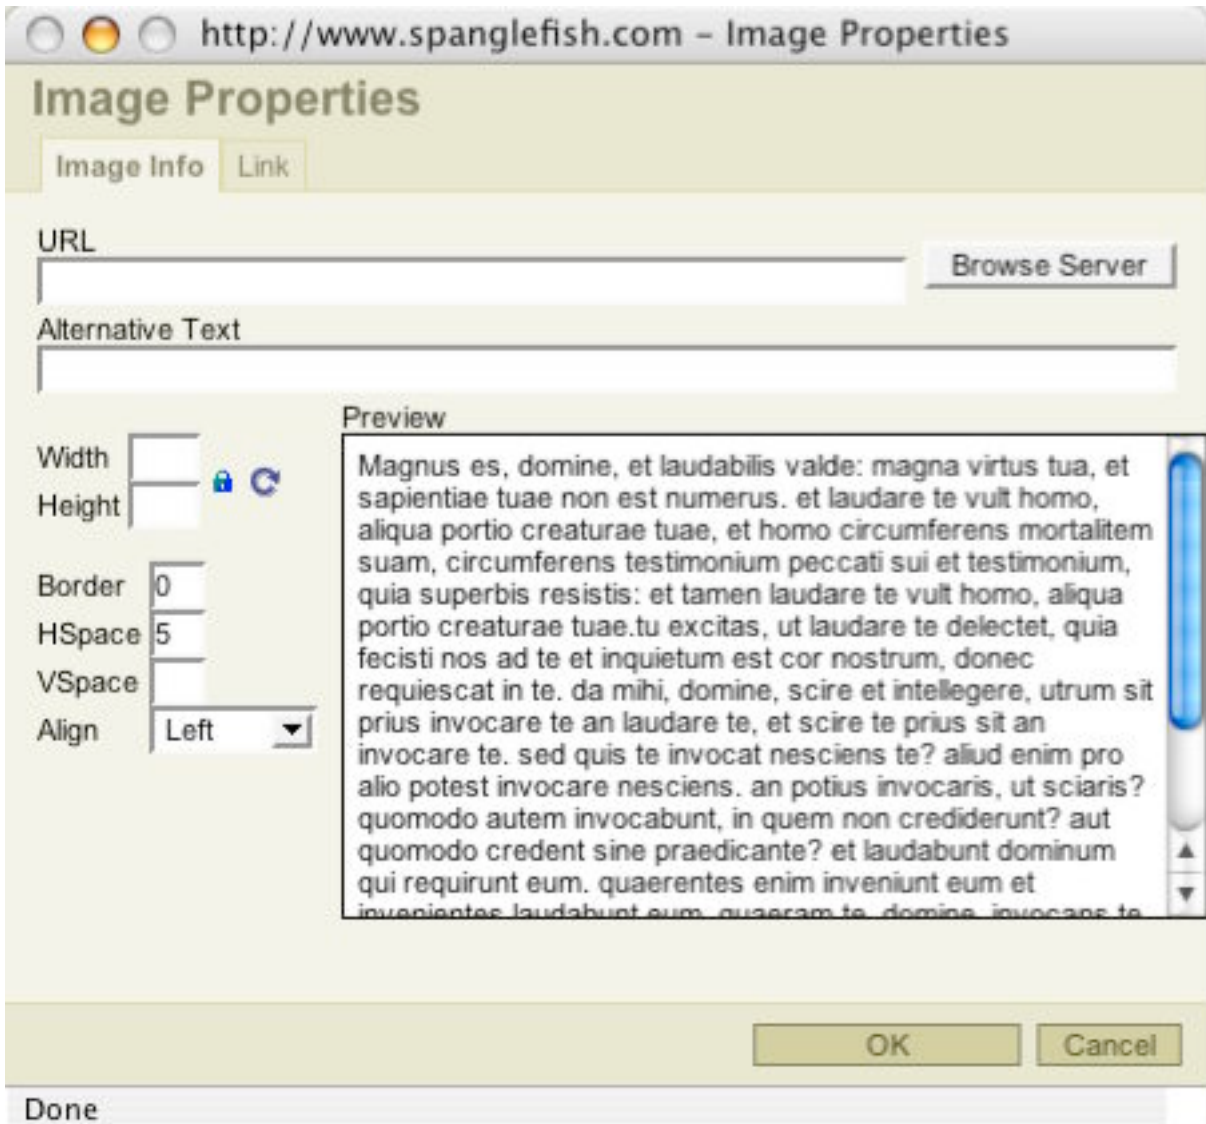 http://www.spanglefish.com – Image Properties
Image Properties
Image Info Link
URL
Browse Server
Alternative Text
Preview
Width
Height
Border 0
HSpace 5
VSpace
Align Left
Magnus es, domine, et laudabilis valde: magna virtus tua, et
sapientiae tuae non est numerus. et laudare te vult homo,
aliqua portio creaturae tuae, et homo circumferens mortalitem
suam, circumferens testimonium peccati sui et testimonium,
quia superbis resistis: et tamen laudare te vult homo, aliqua
portio creaturae tuae.tu excitas, ut laudare te delectet, quia
fecisti nos ad te et inquietum est cor nostrum, donec
requiescat in te. da mihi, domine, scire et intellegere, utrum sit
prius invocare te an laudare te, et scire te prius sit an
invocare te. sed quis te invocat nesciens te? aliud enim pro
alio potest invocare nesciens. an potius invocaris, ut sciaris?
quomodo autem invocabunt, in quem non crediderunt? aut
quomodo credent sine praedicante? et laudabunt dominum
qui requirunt eum. quaerentes enim inveniunt eum et
invenientes laudabunt eum. quaeram te, domine, invocans te
OK Cancel
Done